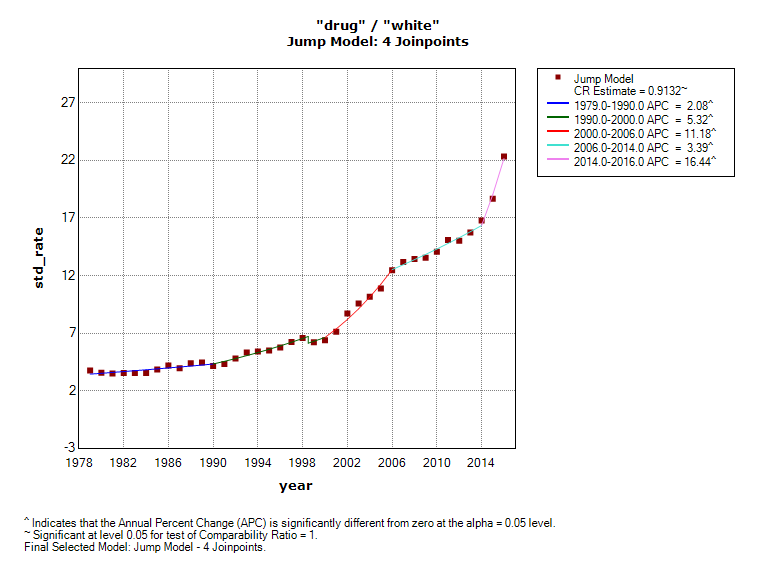 "drug" / "white"
Jump Model: 4 Joinpoints
Jump Model
CR Estimate = 0.9132~
1979.0-1990.0 APC = 2.08^
1990.0-2000.0 APC = 5.32^
2000.0-2006.0 APC = 11.18^
2006.0-2014.0 APC = 3.39^
2014.0-2016.0 APC = 16.44^
27
22
17
12
7
2
-3
std_rate
1978 1982 1986 1990 1994 1998 2002 2006 2010 2014
year
^ Indicates that the Annual Percent Change (APC) is significantly different from zero at the alpha = 0.05 level.
~ Significant at level 0.05 for test of Comparability Ratio = 1.
Final Selected Model: Jump Model - 4 Joinpoints.